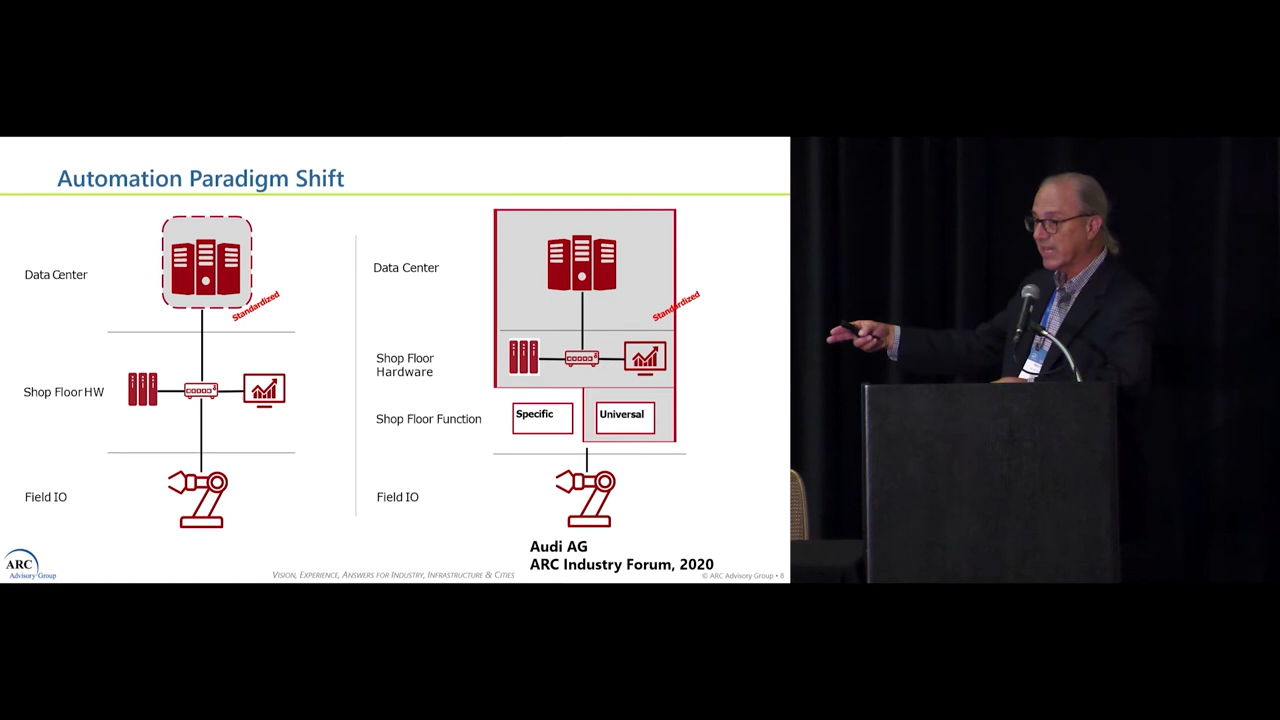 Automation Paradigm Shift
Data Center
Standardized
Shop Floor HW
Field IO
Data Center
Standardized
Shop Floor
Hardware
Shop Floor Function
Specific
Universal
Field IO
Audi AG
ARC Industry Forum, 2020
ARC
Advisory Group
VISION, EXPERIENCE, ANSWERS FOR INDUSTRY, INFRASTRUCTURE & CITIES
© ARC Advisory Group • 8